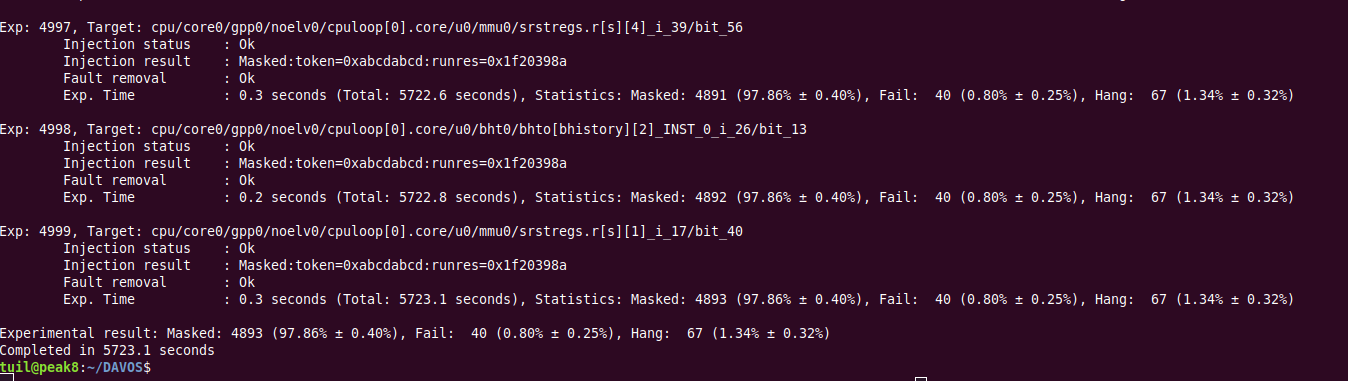 Exp: 4997, Target: cpu/core0/gpp0/noelv0/cpuloop[0].core/u0/mmu0/srstregs.r[s][4]_i_39/bit_56
Injection status : Ok
Injection result : Masked:token=0xabcdabcd:runres=0x1f20398a
Fault removal : Ok
Exp. Time : 0.3 seconds (Total: 5722.6 seconds), Statistics: Masked: 4891 (97.86% ± 0.40%), Fail: 40 (0.80% ± 0.25%), Hang: 67 (1.34% ± 0.32%)
Exp: 4998, Target: cpu/core0/gpp0/noelv0/cpuloop[0].core/u0/bht0/bhto[bhistory][2]_INST_0_i_26/bit_13
Injection status : Ok
Injection result : Masked:token=0xabcdabcd:runres=0x1f20398a
Fault removal : Ok
Exp. Time : 0.2 seconds (Total: 5722.8 seconds), Statistics: Masked: 4892 (97.86% ± 0.40%), Fail: 40 (0.80% ± 0.25%), Hang: 67 (1.34% ± 0.32%)
Exp: 4999, Target: cpu/core0/gpp0/noelv0/cpuloop[0].core/u0/mmu0/srstregs.r[s][1]_i_17/bit_40
Injection status : Ok
Injection result : Masked:token=0xabcdabcd:runres=0x1f20398a
Fault removal : Ok
Exp. Time : 0.3 seconds (Total: 5723.1 seconds), Statistics: Masked: 4893 (97.86% ± 0.40%), Fail: 40 (0.80% ± 0.25%), Hang: 67 (1.34% ± 0.32%)
Experimental result: Masked: 4893 (97.86% ± 0.40%), Fail: 40 (0.80% ± 0.25%), Hang: 67 (1.34% ± 0.32%)
Completed in 5723.1 seconds
tuil@peak8:~/DAVOS$